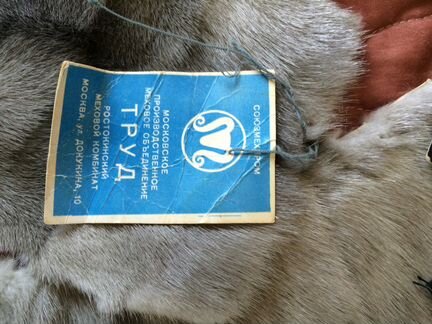 СОЮЗМЕХПРОМ
МОСКОВСКОЕ
ПРОИЗВОДСТВЕННОЕ
МЕХОВОЕ ОБЪЕДИНЕНИЕ
ТРУД
РОСТОКИНСКИЙ
МЕХОВОЙ КОМБИНАТ
МОСКВА, ул. ДОКУКИНА, 10